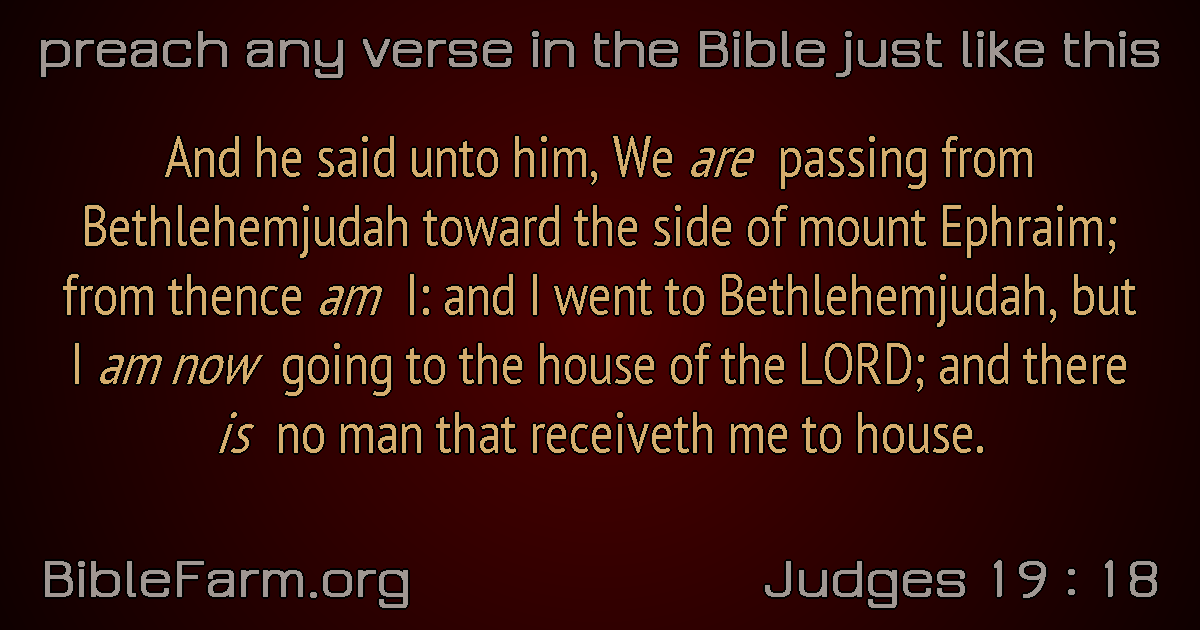 preach any verse in the Bible just like this
And he said unto him, We are passing from
Bethlehemjudah toward the side of mount Ephraim;
from thence am I: and I went to Bethlehemjudah, but
I am now going to the house of the LORD; and there
is no man that receiveth me to house.
BibleFarm.org
Judges 19 : 18